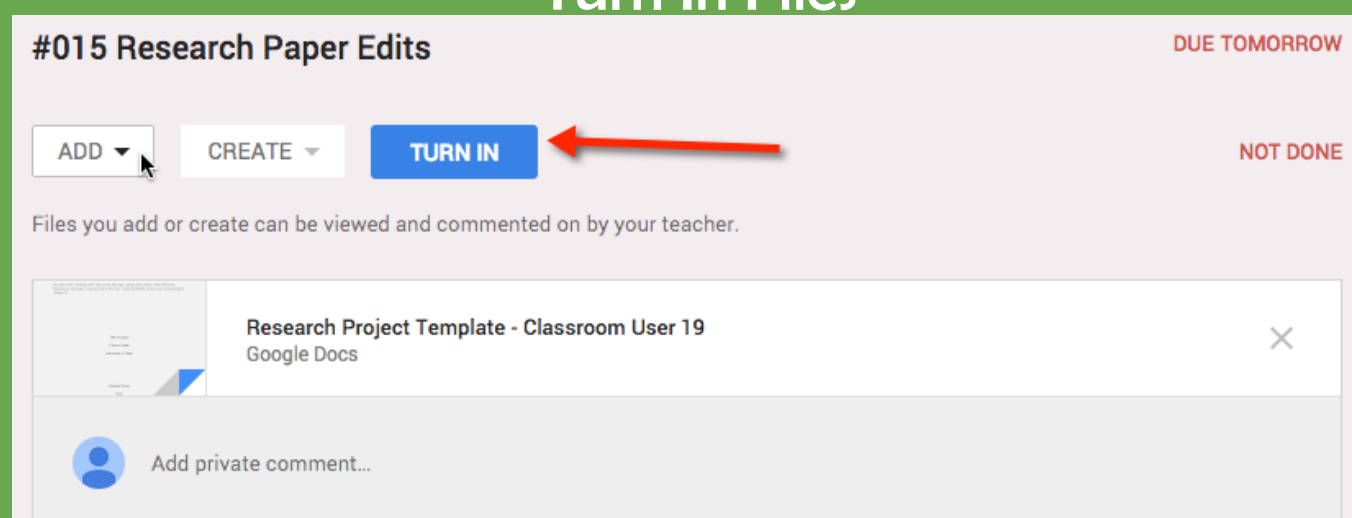 Turn in Files
#015 Research Paper Edits
DUE TOMORROW
ADD
CREATE
TURN IN
NOT DONE
Files you add or create can be viewed and commented on by your teacher.
Research Project Template - Classroom User 19
Google Docs
Add private comment...